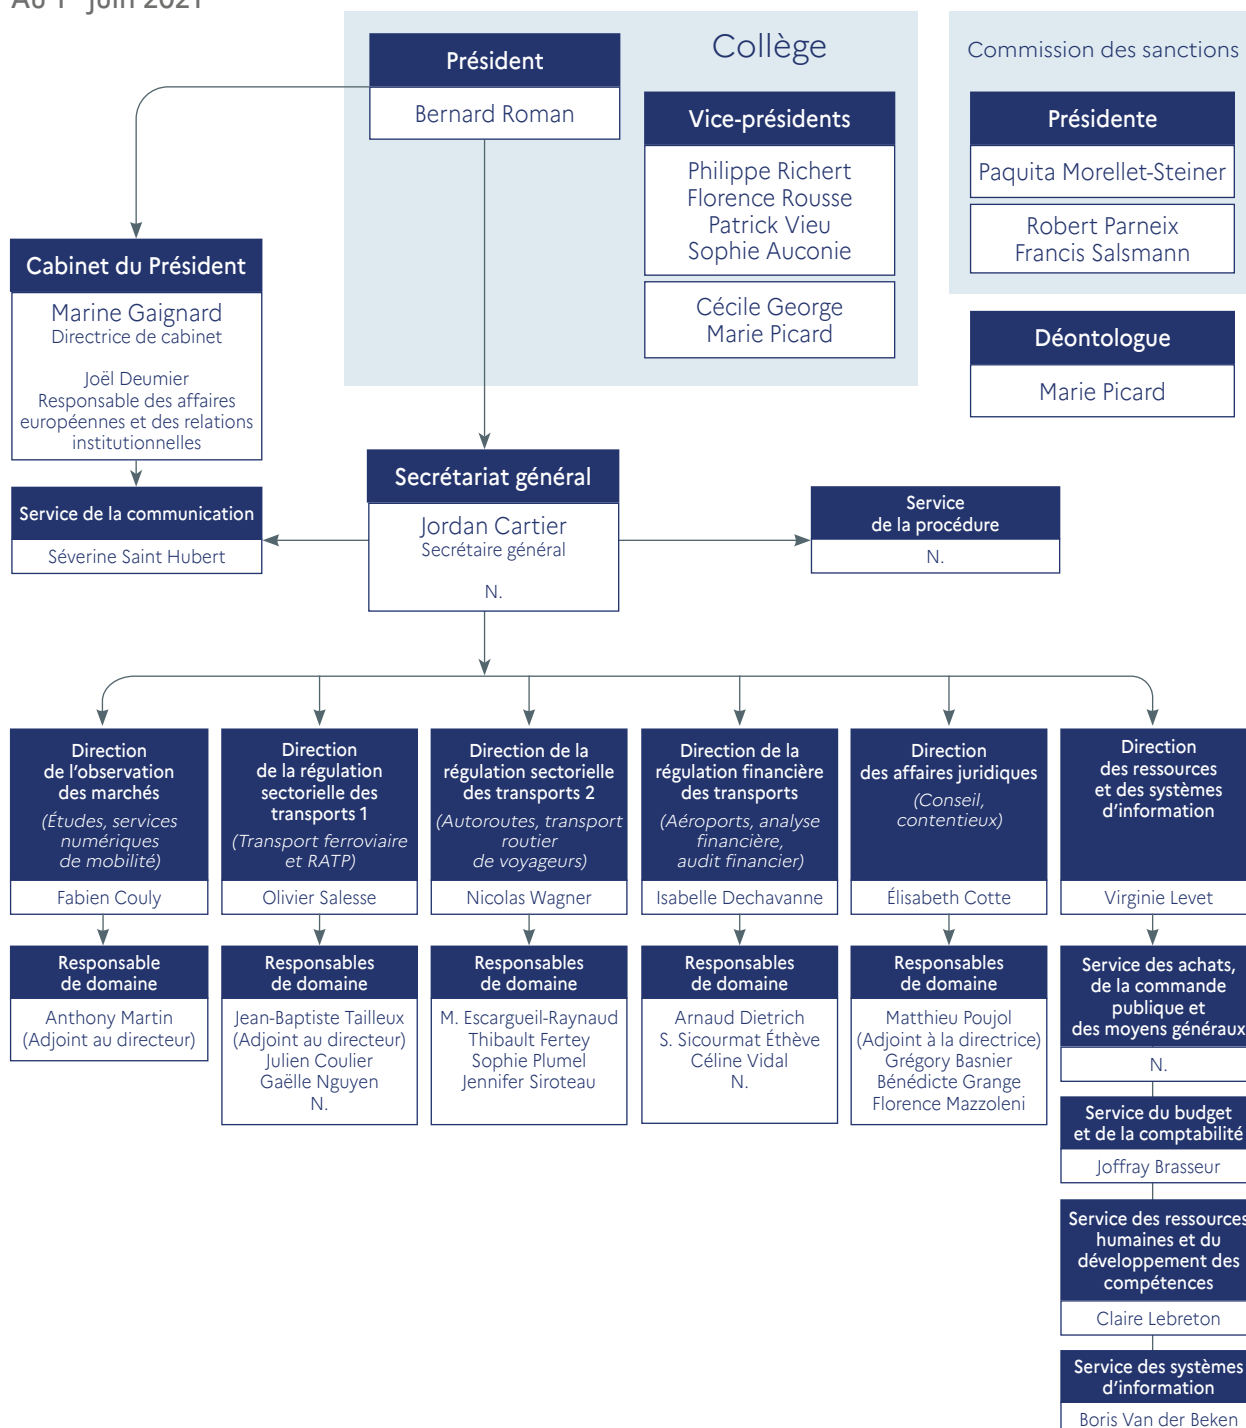 Au 1er juin 2021
Collège
Président
Bernard Roman
Vice-présidents
Philippe Richert
Florence Rousse
Patrick Vieu
Sophie Auconie
Cécile George
Marie Picard
Commission des sanctions
Présidente
Paquita Morellet-Steiner
Robert Parneix
Francis Salsmann
Déontologue
Marie Picard
Cabinet du Président
Marine Gaignard
Directrice de cabinet
Joël Deumier
Responsable des affaires
européennes et des relations
institutionnelles
Service de la communication
Séverine Saint Hubert
Secrétariat général
Jordan Cartier
Secrétaire général
N.
Service
de la procédure
N.
Direction
de l’observation
des marchés
(Études, services
numériques
de mobilité)
Fabien Couly
Responsable
de domaine
Anthony Martin
(Adjoint au directeur)
Direction
de la régulation
sectorielle des
transports 1
(Transport ferroviaire
et RATP)
Olivier Salesse
Responsables
de domaine
Jean-Baptiste Tailleux
(Adjoint au directeur)
Julien Coulier
Gaëlle Nguyen
N.
Direction de la
régulation sectorielle
des transports 2
(Autoroutes, transport
routier
de voyageurs)
Nicolas Wagner
Responsables
de domaine
M. Escargueil-Raynaud
Thibault Fertey
Sophie Plumel
Jennifer Siroteau
Direction de la
régulation financière
des transports
(Aéroports, analyse
financière,
audit financier)
Isabelle Dechavanne
Responsables
de domaine
Arnaud Dietrich
S. Sicourmat Éthève
Céline Vidal
N.
Direction
des affaires juridiques
(Conseil,
contentieux)
Élisabeth Cotte
Responsables
de domaine
Matthieu Poujol
(Adjoint à la directrice)
Grégory Basnier
Bénédicte Grange
Florence Mazzoleni
Direction
des ressources
et des systèmes
d’information
Virginie Levet
Service des achats,
de la commande
publique et
des moyens généraux
N.
Service du budget
et de la comptabilité
Joffray Brasseur
Service des ressources
humaines et du
développement des
compétences
Claire Lebreton
Service des systèmes
d’information
Boris Van der Beken